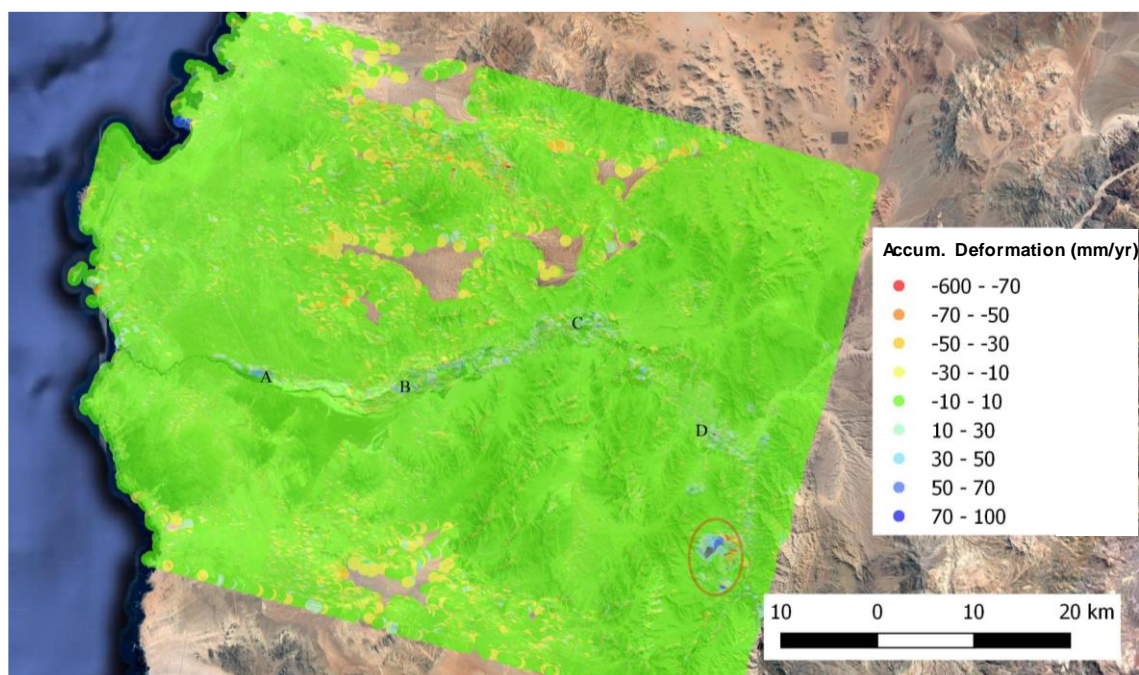 Accum. Deformation (mm/yr)
-600 - -70
-70 - -50
-50 - -30
-30 - -10
-10 - 10
10 - 30
30 - 50
50 - 70
70 - 100
C
A
B
D
10 0 10 20 km